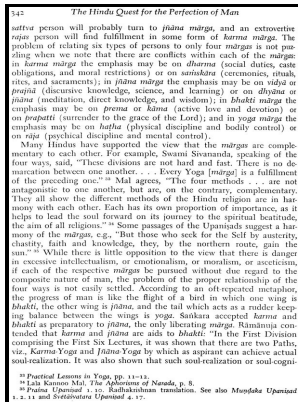 342 The Hindu Quest for the Perfection of Man
sattva person will probably turn to jñāna mārga, and an extrovertive
rajas person will find fulfillment in some form of karma mārga. The
problem of relating six types of persons to only four mārgas is not puz-
zling when we note that there are conflicts within each of the mārgas:
in karma mārga the emphasis may be on dharma (social duties, caste
obligations, and moral restrictions) or on saṁskāra (ceremonies, rituals,
rites, and sacraments); in jñāna mārga the emphasis may be on vidyā or
prajñā (discursive knowledge, science, and learning) or on dhyāna or
jñāna (meditation, direct knowledge, and wisdom); in bhakti mārga the
emphasis may be on prema or kāma (active love and devotion) or
on prapatti (surrender to the grace of the Lord); and in yoga mārga the
emphasis may be on haṭha (physical discipline and bodily control) or
on rāja (psychical discipline and mental control).
Many Hindus have supported the view that the mārgas are comple-
mentary to each other. For example, Swami Sivananda, speaking of the
four ways, said, "These divisions are not hard and fast. There is no de-
marcation between one another. . . . Every Yoga [mārga] is a fulfillment
of the preceding one." 23 Mal agrees, "The four methods . . . are not
antagonistic to one another, but are, on the contrary, complementary.
They all show the different methods of the Hindu religion are in har-
mony with each other. Each has its own proportion of importance, as it
helps to lead the soul forward on its journey to the spiritual beatitude,
the aim of all religions." 24 Some passages of the Upaniṣads suggest a har-
mony of the mārgas, e.g., "But those who seek for the Self by austerity,
chastity, faith and knowledge, they, by the northern route, gain the
sun." 25 While there is little opposition to the view that there is danger
in excessive intellectualism, or emotionalism, or moralism, or asceticism,
if each of the respective mārgas be pursued without due regard to the
composite nature of man, the problem of the proper relationship of the
four ways is not easily settled. According to an oft-repeated metaphor,
the progress of man is like the flight of a bird in which one wing is
bhakti, the other wing is jñāna, and the tail which acts as a rudder keep-
ing balance between the wings is yoga. Śaṅkara accepted karma and
bhakti as preparatory to jñāna, the only liberating mārga. Rāmānuja con-
tended that karma and jñāna are aids to bhakti: "In the First Division
comprising the First Six Lectures, it was shown that there are two Paths,
viz., Karma-Yoga and Jñāna-Yoga by which as aspirant can achieve actual
soul-realization. It was also shown that such soul-realization or soul-cogni-
23 Practical Lessons in Yoga, pp. 11–12.
24 Lala Kannoo Mal, The Aphorisms of Narada, p. 8.
25 Praśna Upaniṣad 1. 10. Radhakrishnan translation. See also Muṇḍaka Upaniṣad
1. 2. 11 and Śvetāśvatara Upaniṣad 4. 17.